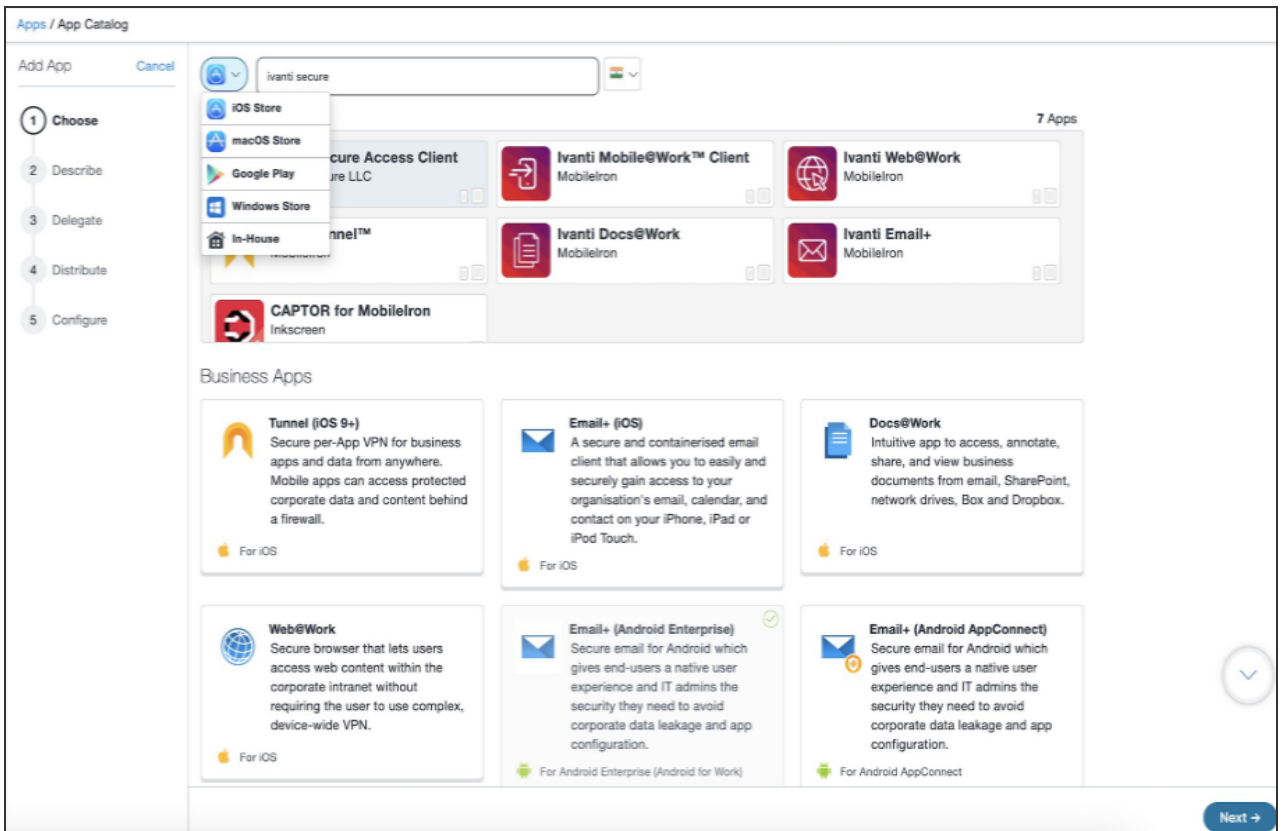 Apps / App Catalog
Add App
Cancel
1 Choose
2 Describe
3 Delegate
4 Distribute
5 Configure
ivanti secure
iOS Store
macOS Store
Google Play
Windows Store
In-House
7 Apps
cure Access Client
re LLC
Ivanti Mobile@Work™ Client
MobileIron
Ivanti Web@Work
MobileIron
nnel™
MobileIron
Ivanti Docs@Work
MobileIron
Ivanti Email+
MobileIron
CAPTOR for MobileIron
Inkscreen
Business Apps
Tunnel (iOS 9+)
Secure per-App VPN for business
apps and data from anywhere.
Mobile apps can access protected
corporate data and content behind
a firewall.
For iOS
Email+ (iOS)
A secure and containerised email
client that allows you to easily and
securely gain access to your
organisation's email, calendar, and
contact on your iPhone, iPad or
iPod Touch.
For iOS
Docs@Work
Intuitive app to access, annotate,
share, and view business
documents from email, SharePoint,
network drives, Box and Dropbox.
For iOS
Web@Work
Secure browser that lets users
access web content within the
corporate intranet without
requiring the user to use complex,
device-wide VPN.
For iOS
Email+ (Android Enterprise)
Secure email for Android which
gives end-users a native user
experience and IT admins the
security they need to avoid
corporate data leakage and app
configuration.
For Android Enterprise (Android for Work)
Email+ (Android AppConnect)
Secure email for Android which
gives end-users a native user
experience and IT admins the
security they need to avoid
corporate data leakage and app
configuration.
For Android AppConnect
Next →